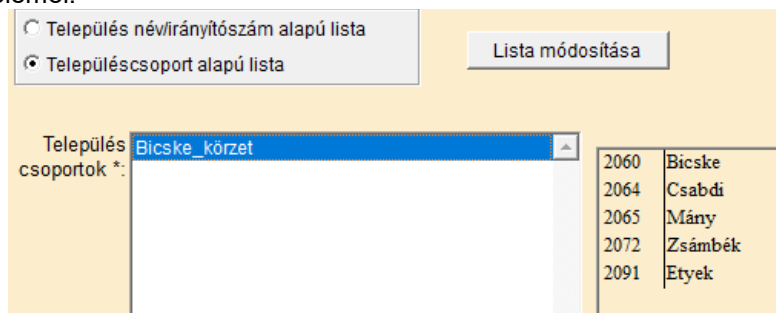 Település név/irányítószám alapú lista
Településcsoport alapú lista
Lista módosítása
Település
csoportok *:
Bicske_körzet
2060 Bicske
2064 Csabdi
2065 Mány
2072 Zsámbék
2091 Etyek